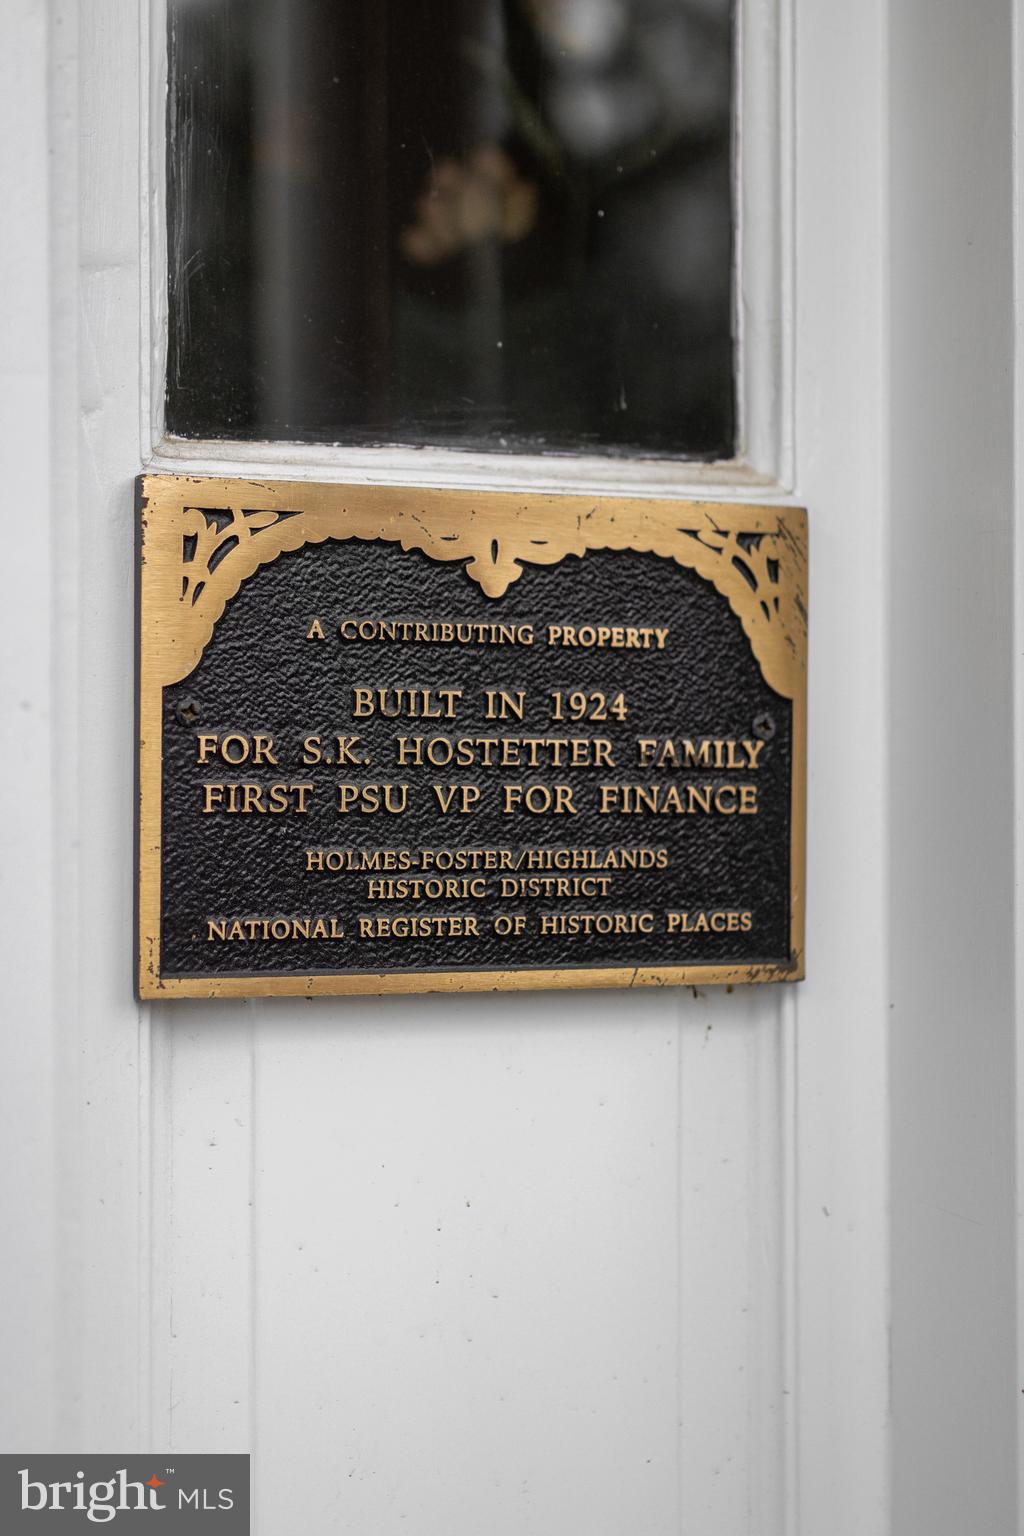 A CONTRIBUTING PROPERTY
BUILT IN 1924
FOR S.K. HOSTETTER FAMILY
FIRST PSU VP FOR FINANCE
HOLMES-FOSTER/HIGHLANDS
HISTORIC DISTRICT
NATIONAL REGISTER OF HISTORIC PLACES
bright™ MLS